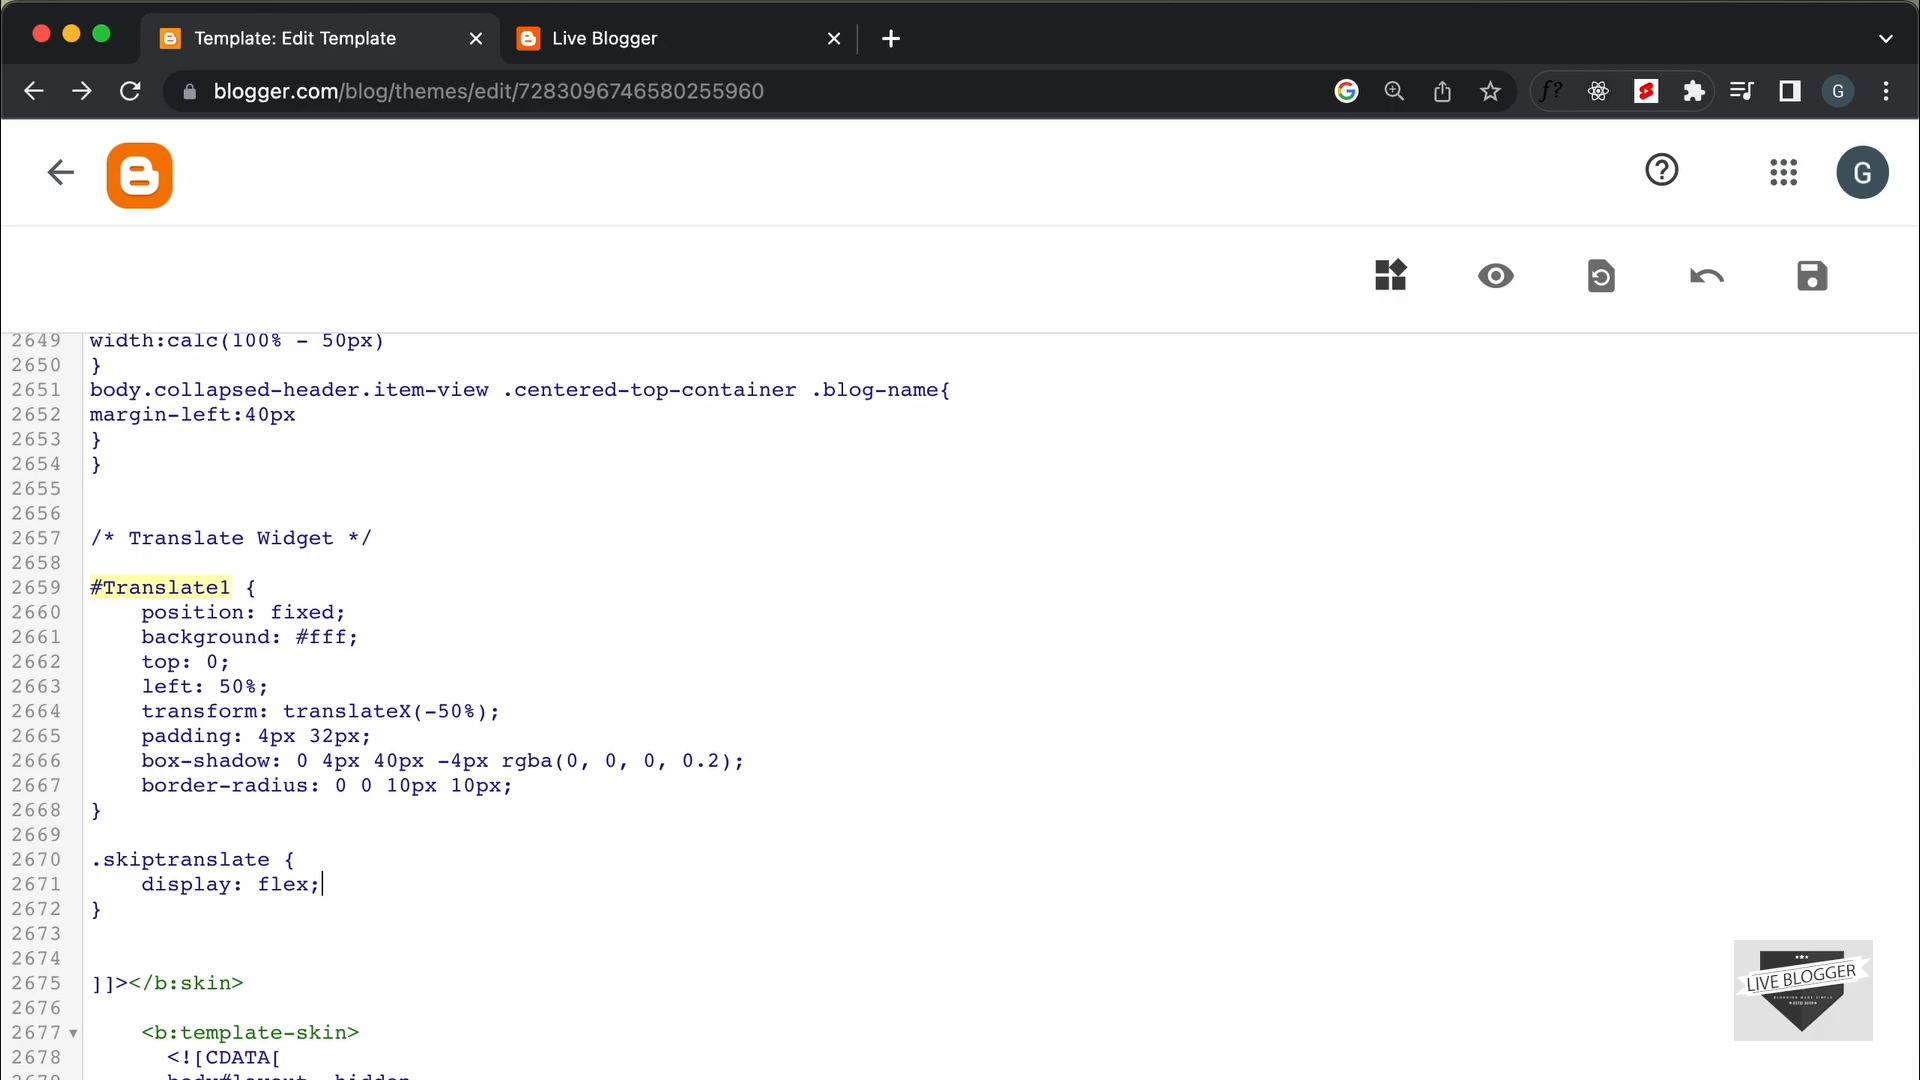 Template: Edit Template
Live Blogger
blogger.com/blog/themes/edit/7283096746580255960
f?
G
G
2649 width:calc(100% - 50px)
2650 }
2651 body.collapsed-header.item-view .centered-top-container .blog-name{
2652 margin-left:40px
2653 }
2654 }
2655
2656
2657 /* Translate Widget */
2658
2659 #Translate1 {
2660 position: fixed;
2661 background: #fff;
2662 top: 0;
2663 left: 50%;
2664 transform: translateX(-50%);
2665 padding: 4px 32px;
2666 box-shadow: 0 4px 40px -4px rgba(0, 0, 0, 0.2);
2667 border-radius: 0 0 10px 10px;
2668 }
2669
2670 .skiptranslate {
2671 display: flex;
2672 }
2673
2674
2675 ]]></b:skin>
2676
2677 <b:template-skin>
2678 <![CDATA[
LIVE BLOGGER